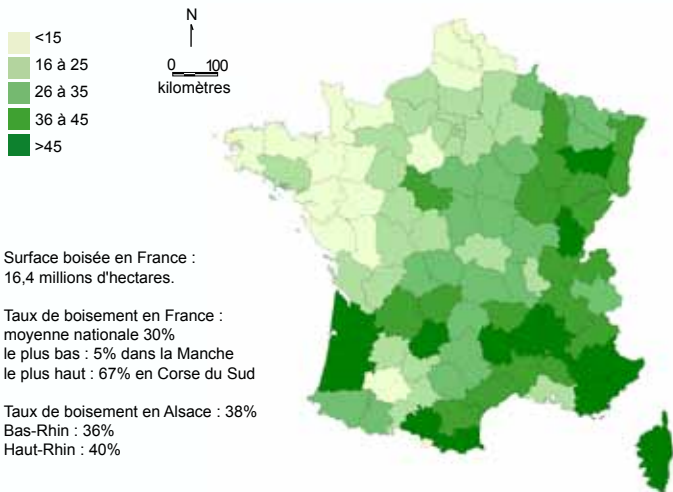 <15
16 à 25
26 à 35
36 à 45
>45
N
0 100
kilomètres
Surface boisée en France :
16,4 millions d'hectares.
Taux de boisement en France :
moyenne nationale 30%
le plus bas : 5% dans la Manche
le plus haut : 67% en Corse du Sud
Taux de boisement en Alsace : 38%
Bas-Rhin : 36%
Haut-Rhin : 40%